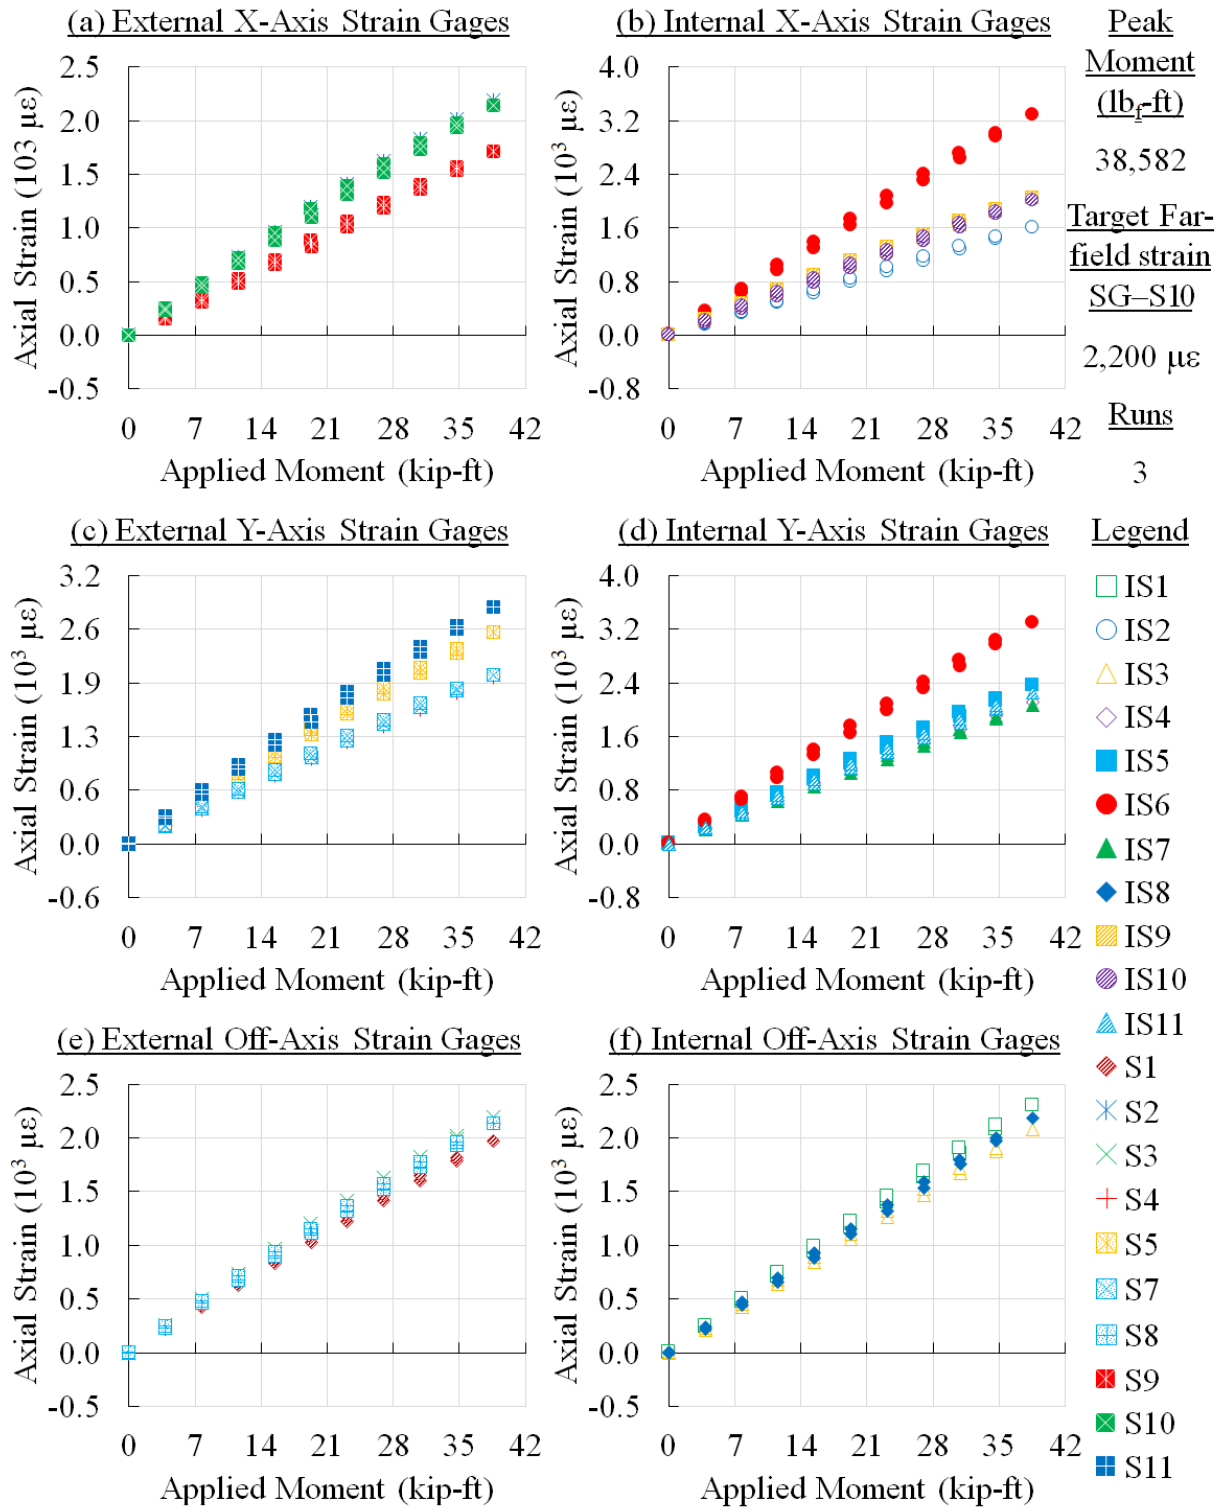 (a) External X-Axis Strain Gages
2.5
2.0
1.5
1.0
0.5
0.0
-0.5
Axial Strain (103 µε)
0 7 14 21 28 35 42
Applied Moment (kip-ft)
(b) Internal X-Axis Strain Gages
4.0
3.2
2.4
1.6
0.8
0.0
-0.8
Axial Strain (10³ µε)
0 7 14 21 28 35 42
Applied Moment (kip-ft)
Peak
Moment
(lbf-ft)
38,582
Target Far-
field strain
SG–S10
2,200 µε
Runs
3
(c) External Y-Axis Strain Gages
3.2
2.6
1.9
1.3
0.6
0.0
-0.6
Axial Strain (10³ µε)
0 7 14 21 28 35 42
Applied Moment (kip-ft)
(d) Internal Y-Axis Strain Gages
4.0
3.2
2.4
1.6
0.8
0.0
-0.8
Axial Strain (10³ µε)
0 7 14 21 28 35 42
Applied Moment (kip-ft)
(e) External Off-Axis Strain Gages
2.5
2.0
1.5
1.0
0.5
0.0
-0.5
Axial Strain (10³ µε)
0 7 14 21 28 35 42
Applied Moment (kip-ft)
(f) Internal Off-Axis Strain Gages
2.5
2.0
1.5
1.0
0.5
0.0
-0.5
Axial Strain (10³ µε)
0 7 14 21 28 35 42
Applied Moment (kip-ft)
Legend
IS1
IS2
IS3
IS4
IS5
IS6
IS7
IS8
IS9
IS10
IS11
S1
S2
S3
S4
S5
S7
S8
S9
S10
S11